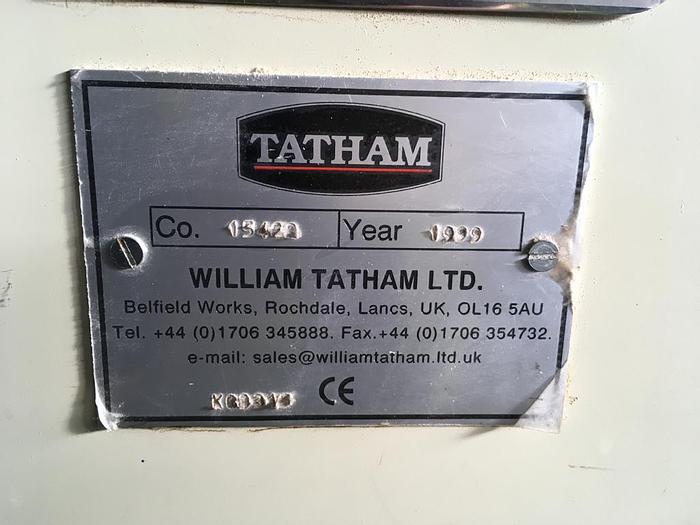 TATHAM
Co. 15422 Year 1999
WILLIAM TATHAM LTD.
Belfield Works, Rochdale, Lancs, UK, OL16 5AU
Tel. +44 (0)1706 345888. Fax.+44 (0)1706 354732.
e-mail: sales@williamtatham.ltd.uk
CE